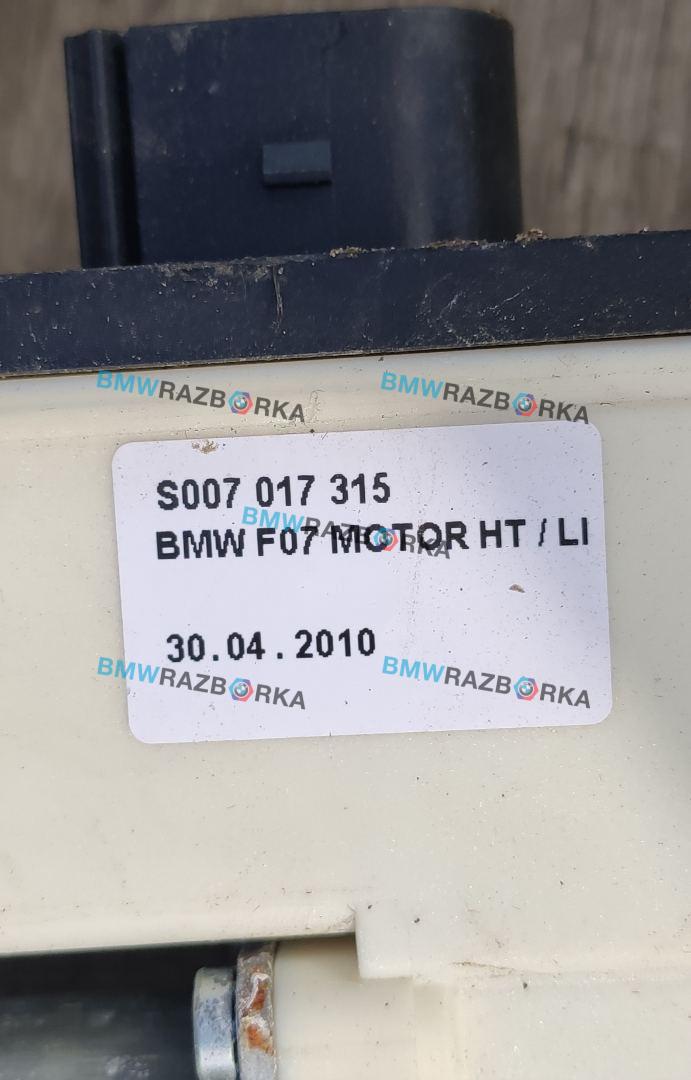 BMWRAZBORKA BMWRAZBORKA
S007 017 315
BMWRAZBORKA
BMW F07 MOTOR HT / LI
30.04.2010
BMWRAZBORKA BMWRAZBORKA